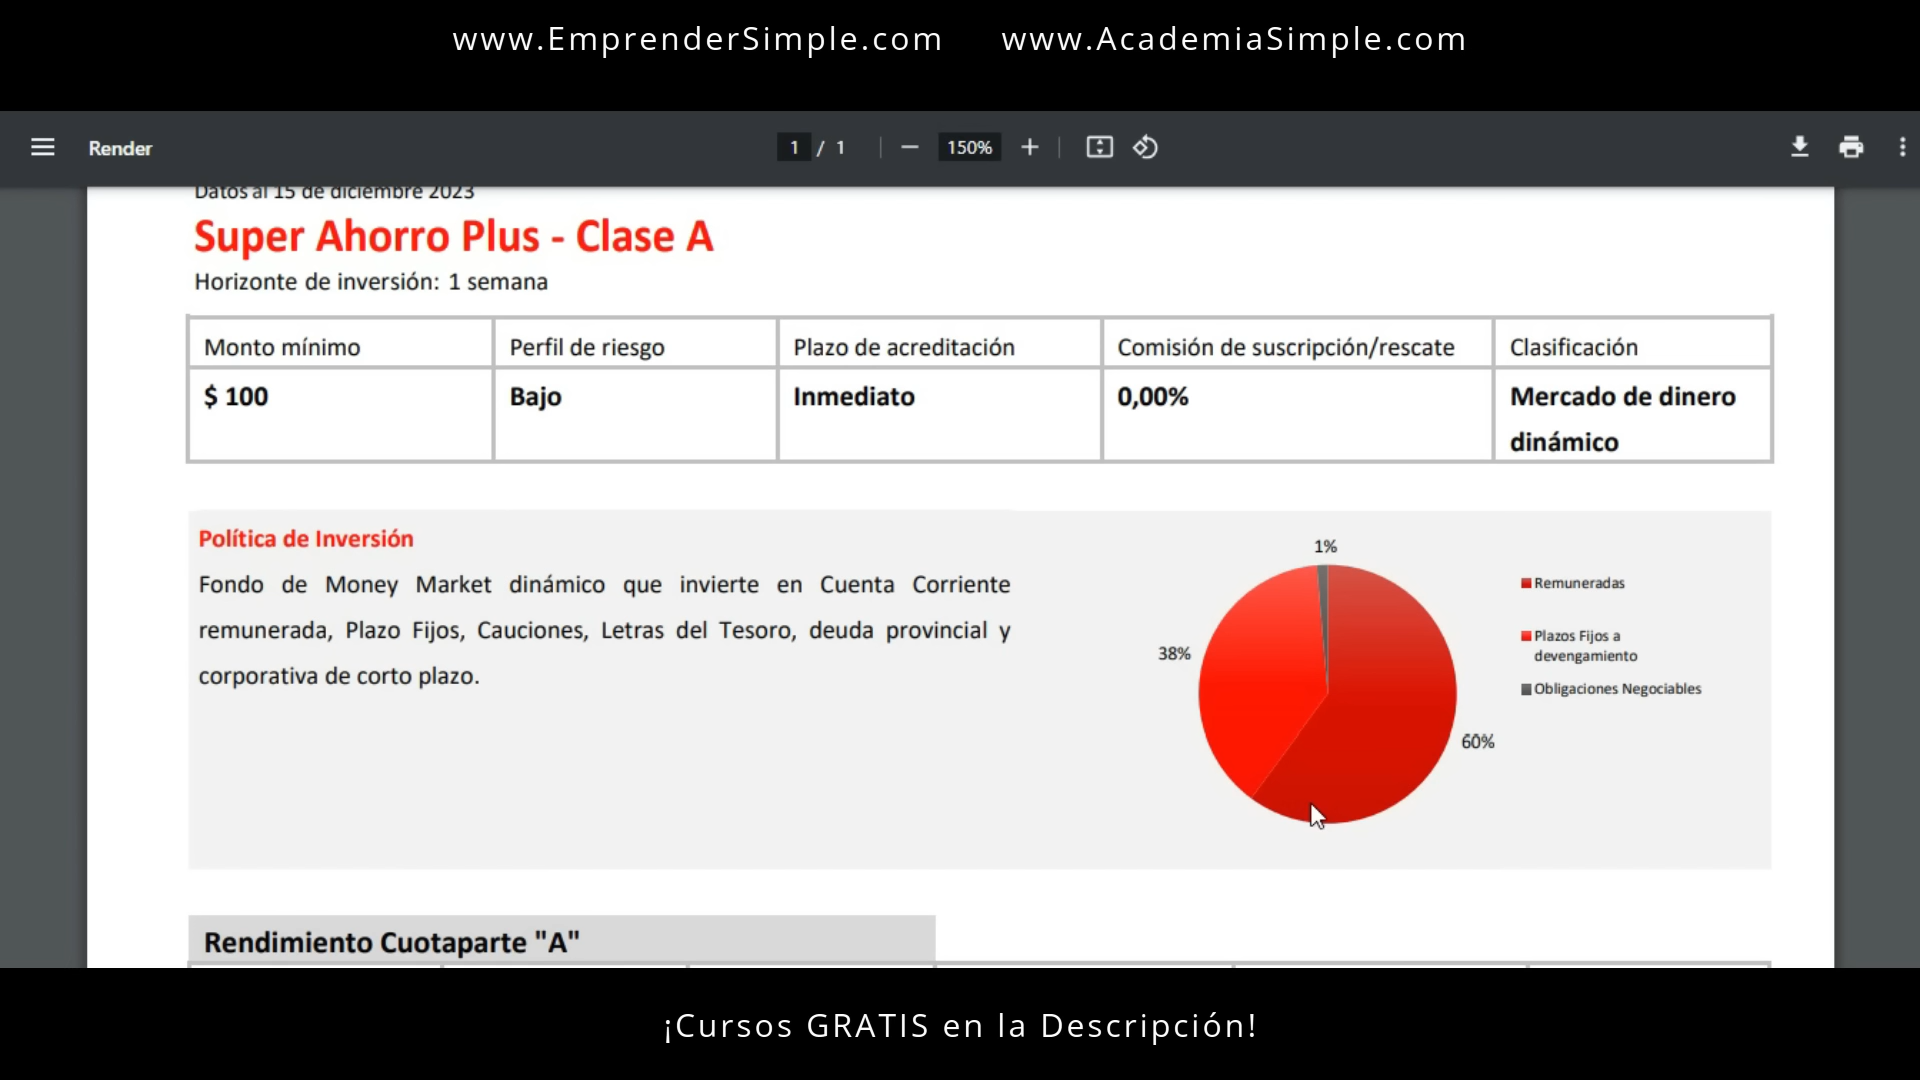 www.EmprenderSimple.com www.AcademiaSimple.com
Render 1 / 1 150%
Datos al 15 de diciembre 2023
Super Ahorro Plus - Clase A
Horizonte de inversión: 1 semana
Monto mínimo Perfil de riesgo Plazo de acreditación Comisión de suscripción/rescate Clasificación
$ 100 Bajo Inmediato 0,00% Mercado de dinero
dinámico
Política de Inversión
Fondo de Money Market dinámico que invierte en Cuenta Corriente
remunerada, Plazo Fijos, Cauciones, Letras del Tesoro, deuda provincial y
corporativa de corto plazo.
1%
38%
60%
Remuneradas
Plazos Fijos a
devengamiento
Obligaciones Negociables
Rendimiento Cuotaparte "A"
¡Cursos GRATIS en la Descripción!